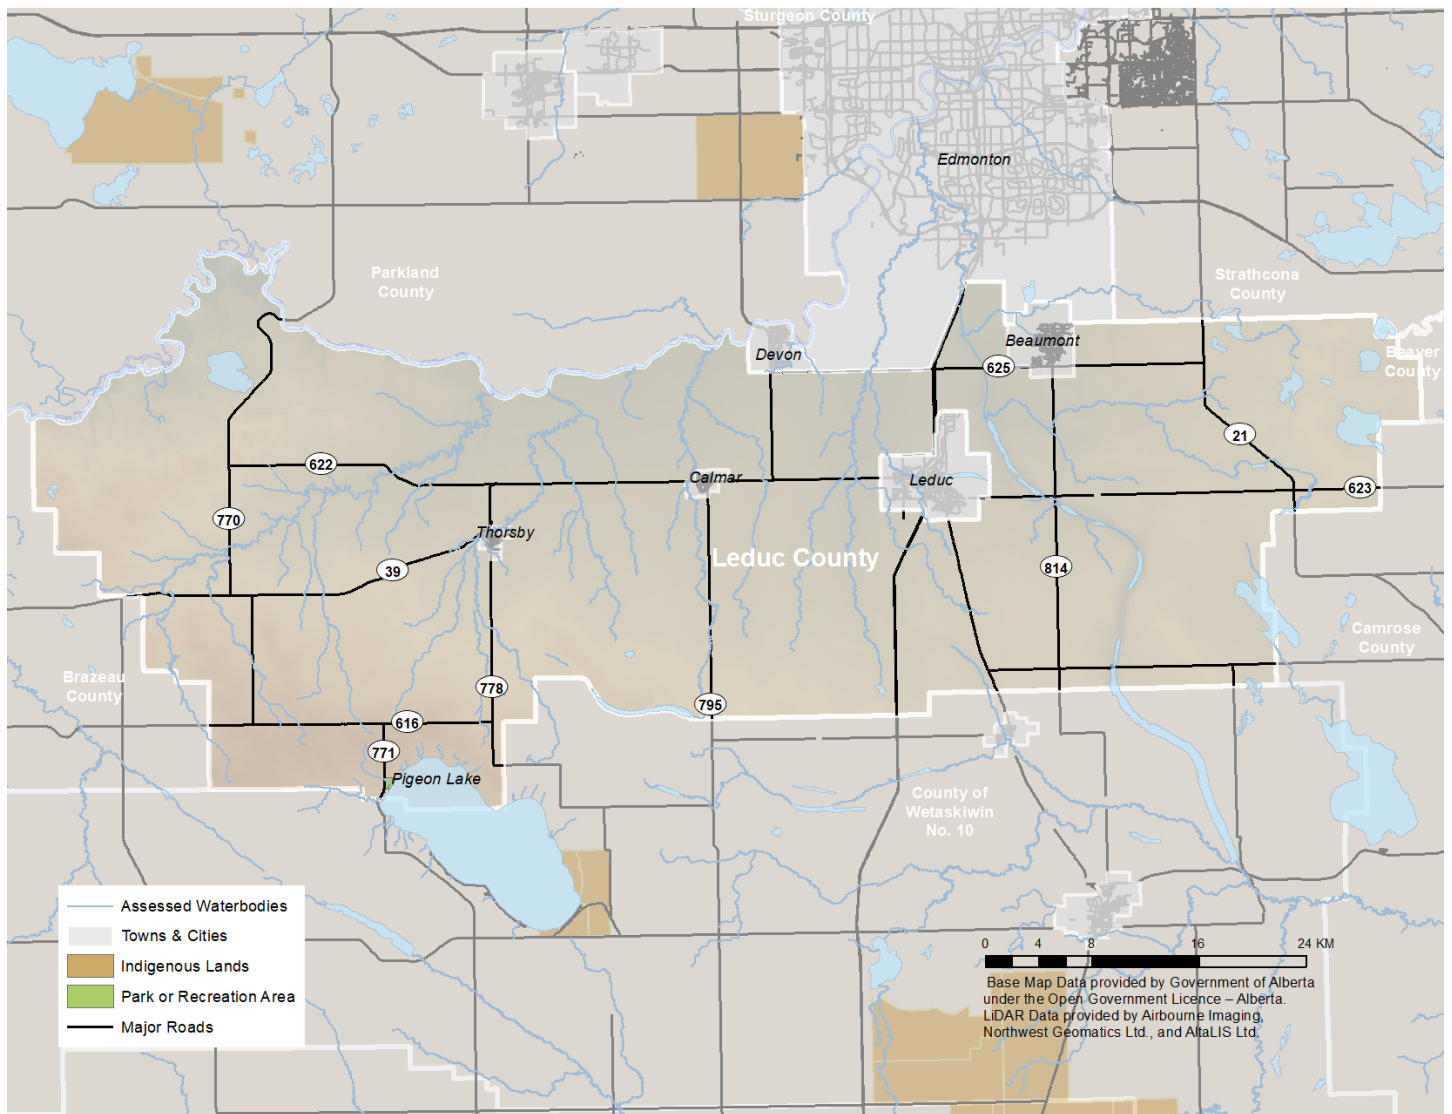 Sturgeon County
Edmonton
Parkland
County
Strathcona
County
Devon
Beaumont
Beaver
County
625
21
622
Calmar
Leduc
623
770
Thorsby
Leduc County
39
814
Camrose
County
Brazeau
County
778
795
616
771
Pigeon Lake
County of
Wetaskiwin
No. 10
Assessed Waterbodies
Towns & Cities
Indigenous Lands
Park or Recreation Area
Major Roads
0 4 8 16 24 KM
Base Map Data provided by Government of Alberta
under the Open Government Licence – Alberta.
LiDAR Data provided by Airbourne Imaging,
Northwest Geomatics Ltd., and AltaLIS Ltd.